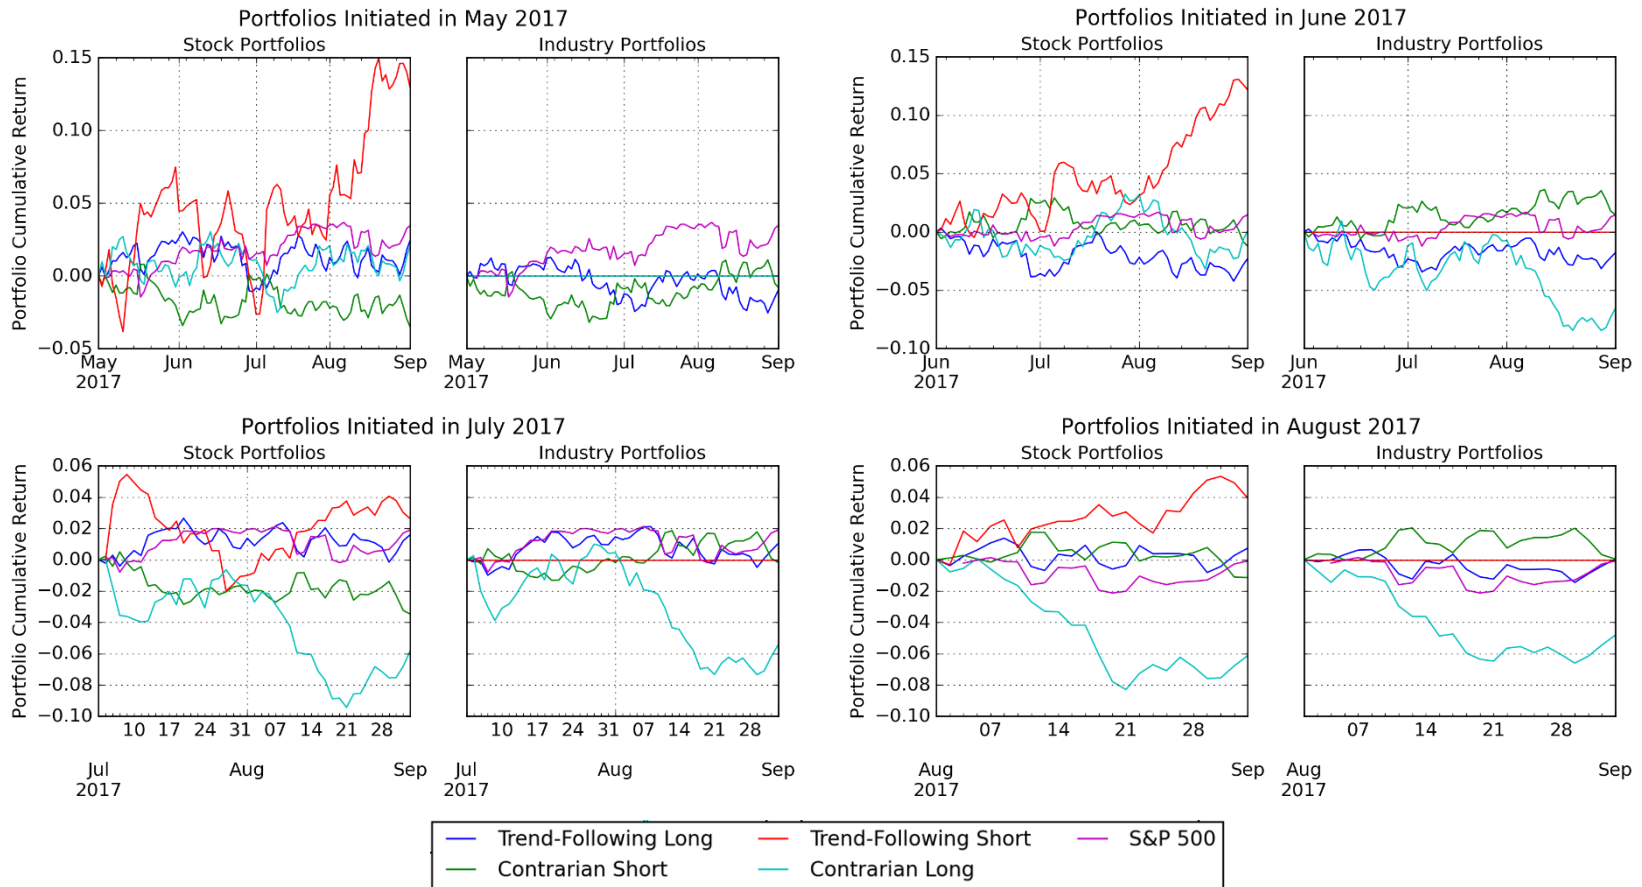 Portfolios Initiated in May 2017
Stock Portfolios
Industry Portfolios
Portfolio Cumulative Return
0.15
0.10
0.05
0.00
−0.05
May
2017
Jun
Jul
Aug
Sep
May
2017
Jun
Jul
Aug
Sep
Portfolios Initiated in June 2017
Stock Portfolios
Industry Portfolios
Portfolio Cumulative Return
0.15
0.10
0.05
0.00
−0.05
−0.10
Jun
2017
Jul
Aug
Sep
Jun
2017
Jul
Aug
Sep
Portfolios Initiated in July 2017
Stock Portfolios
Industry Portfolios
Portfolio Cumulative Return
0.06
0.04
0.02
0.00
−0.02
−0.04
−0.06
−0.08
−0.10
10 17 24 31 07 14 21 28
Jul
2017
Aug
Sep
10 17 24 31 07 14 21 28
Jul
2017
Aug
Sep
Portfolios Initiated in August 2017
Stock Portfolios
Industry Portfolios
Portfolio Cumulative Return
0.06
0.04
0.02
0.00
−0.02
−0.04
−0.06
−0.08
−0.10
07 14 21 28
Aug
2017
Sep
07 14 21 28
Aug
2017
Sep
Trend-Following Long
Trend-Following Short
S&P 500
Contrarian Short
Contrarian Long